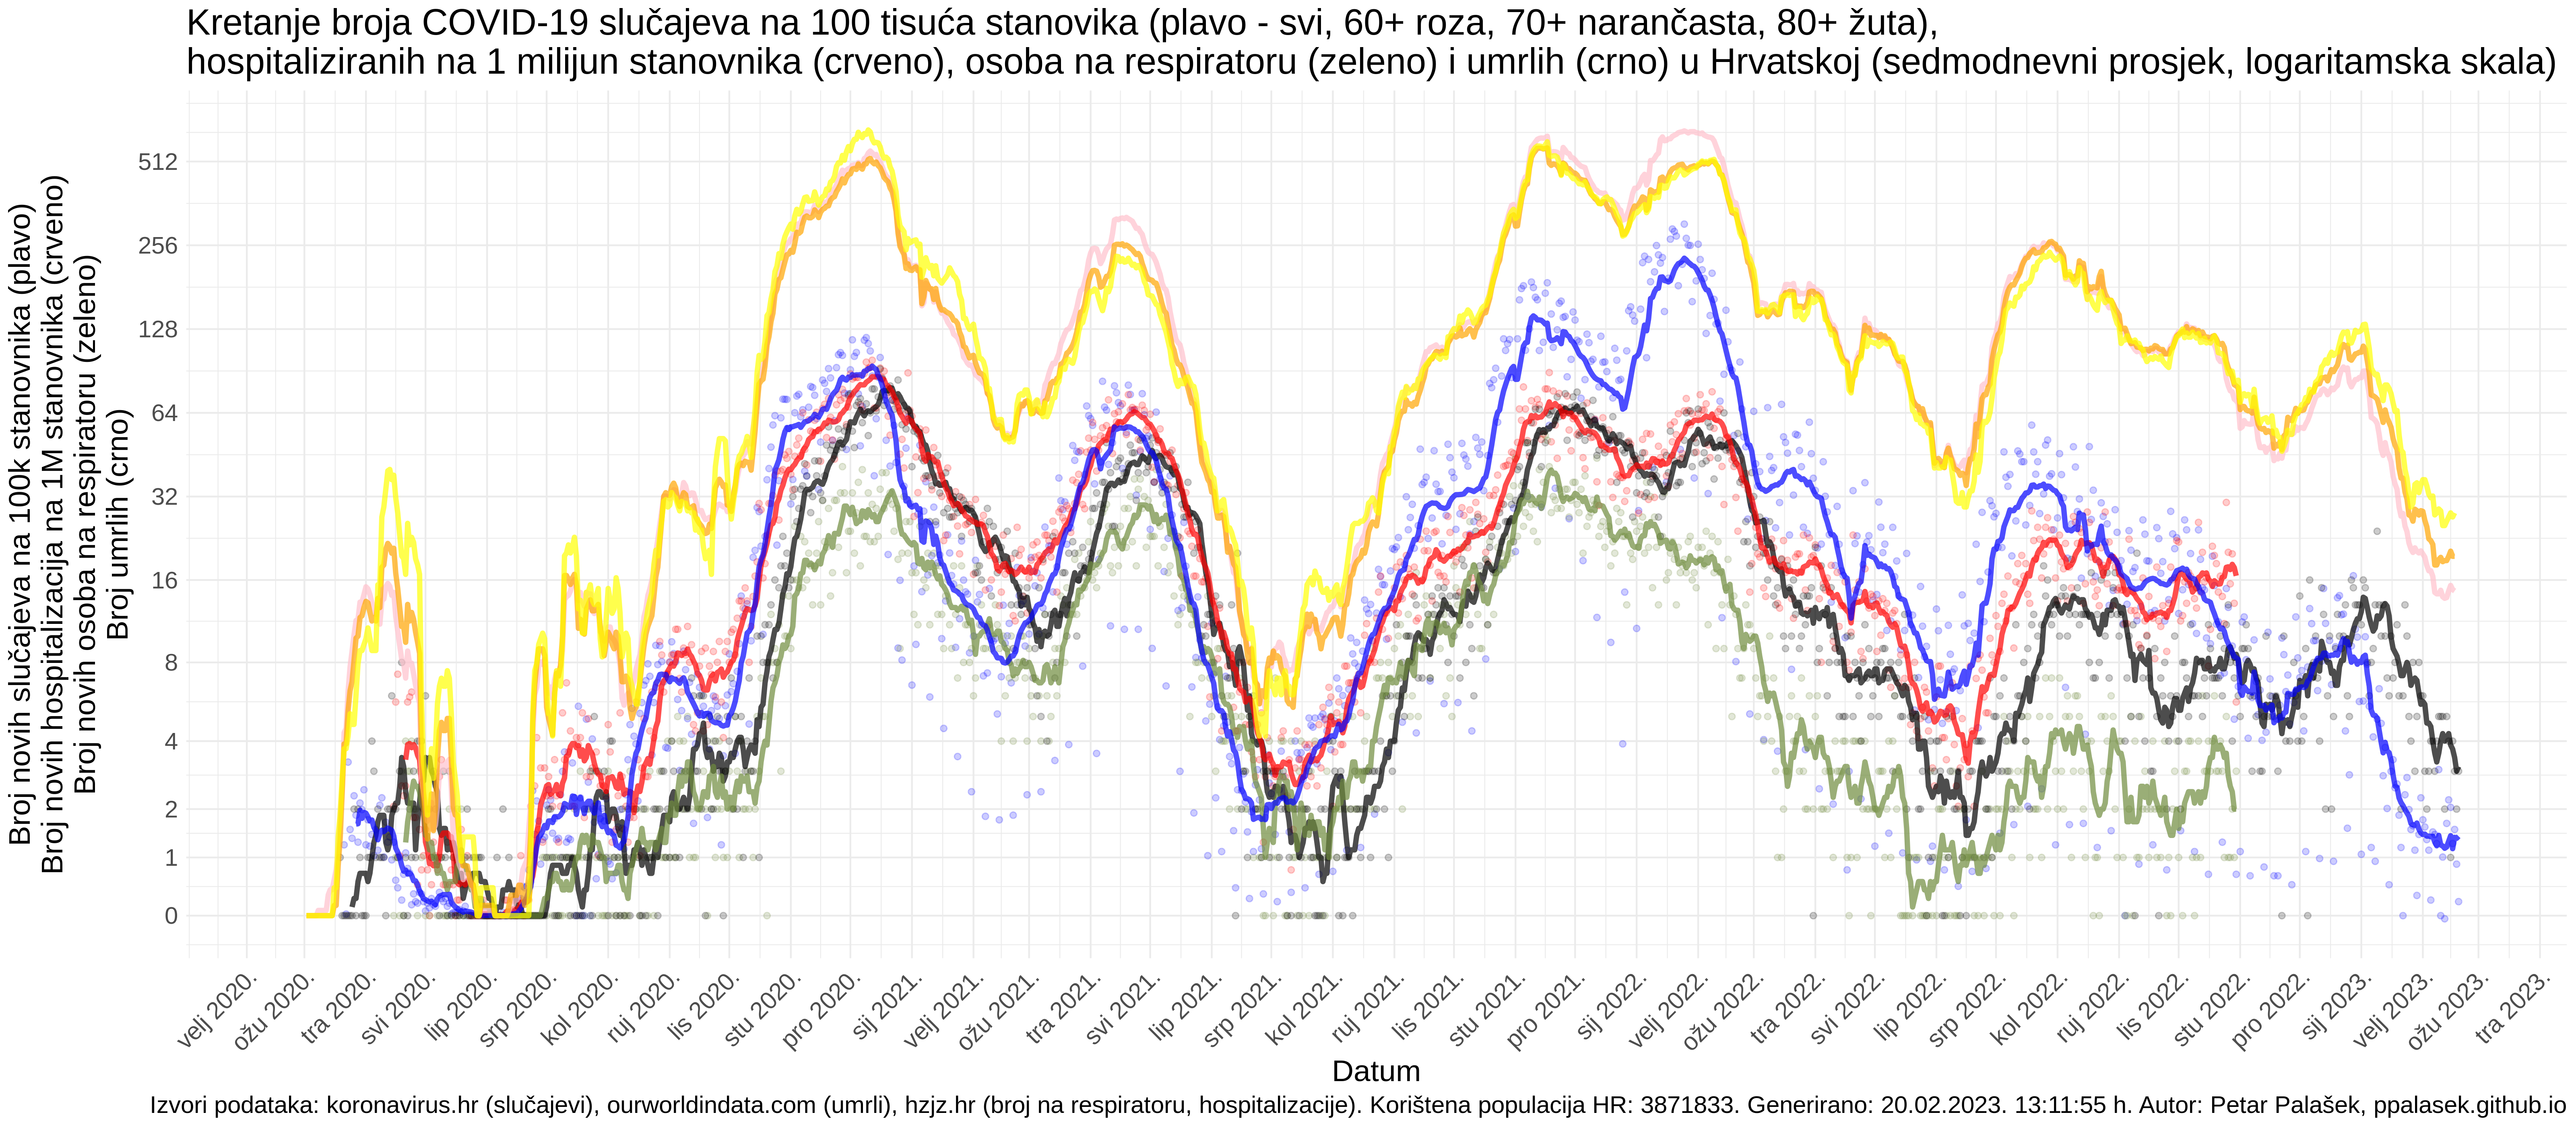 Kretanje broja COVID-19 slučajeva na 100 tisuća stanovika (plavo - svi, 60+ roza, 70+ narančasta, 80+ žuta),
hospitaliziranih na 1 milijun stanovnika (crveno), osoba na respiratoru (zeleno) i umrlih (crno) u Hrvatskoj (sedmodnevni prosjek, logaritamska skala)
Broj novih slučajeva na 100k stanovnika (plavo)
Broj novih hospitalizacija na 1M stanovnika (crveno)
Broj novih osoba na respiratoru (zeleno)
Broj umrlih (crno)
512
256
128
64
32
16
8
4
2
1
0
velj 2020.
ožu 2020.
tra 2020.
svi 2020.
lip 2020.
srp 2020.
kol 2020.
ruj 2020.
lis 2020.
stu 2020.
pro 2020.
sij 2021.
velj 2021.
ožu 2021.
tra 2021.
svi 2021.
lip 2021.
srp 2021.
kol 2021.
ruj 2021.
lis 2021.
stu 2021.
pro 2021.
sij 2022.
velj 2022.
ožu 2022.
tra 2022.
svi 2022.
lip 2022.
srp 2022.
kol 2022.
ruj 2022.
lis 2022.
stu 2022.
pro 2022.
sij 2023.
velj 2023.
ožu 2023.
tra 2023.
Datum
Izvori podataka: koronavirus.hr (slučajevi), ourworldindata.com (umrli), hzjz.hr (broj na respiratoru, hospitalizacije). Korištena populacija HR: 3871833. Generirano: 20.02.2023. 13:11:55 h. Autor: Petar Palašek, ppalasek.github.io